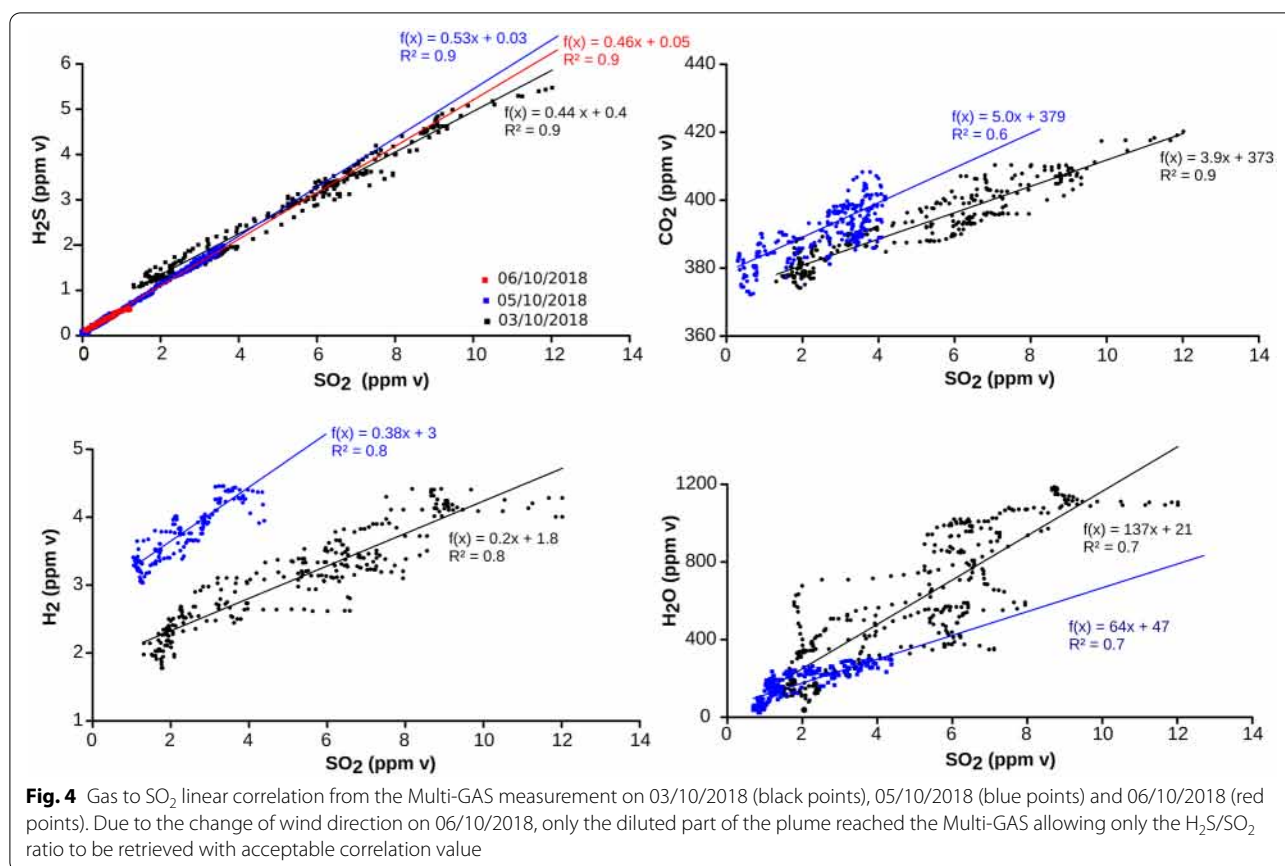 f(x) = 0.53x + 0.03
R² = 0.9
f(x) = 0.46x + 0.05
R² = 0.9
f(x) = 0.44 x + 0.4
R² = 0.9
H₂S (ppm v)
6
5
4
3
2
1
0
06/10/2018
05/10/2018
03/10/2018
0 2 4 6 8 10 12 14
SO₂ (ppm v)
f(x) = 5.0x + 379
R² = 0.6
f(x) = 3.9x + 373
R² = 0.9
CO₂ (ppm v)
420
400
380
360
0 2 4 6 8 10 12 14
SO₂ (ppm v)
f(x) = 0.38x + 3
R² = 0.8
f(x) = 0.2x + 1.8
R² = 0.8
H₂ (ppm v)
5
4
3
2
1
0 2 4 6 8 10 12 14
SO₂ (ppm v)
f(x) = 137x + 21
R² = 0.7
f(x) = 64x + 47
R² = 0.7
H₂O (ppm v)
1200
800
400
0
0 2 4 6 8 10 12 14
SO₂ (ppm v)
Fig. 4 Gas to SO₂ linear correlation from the Multi-GAS measurement on 03/10/2018 (black points), 05/10/2018 (blue points) and 06/10/2018 (red
points). Due to the change of wind direction on 06/10/2018, only the diluted part of the plume reached the Multi-GAS allowing only the H₂S/SO₂
ratio to be retrieved with acceptable correlation value